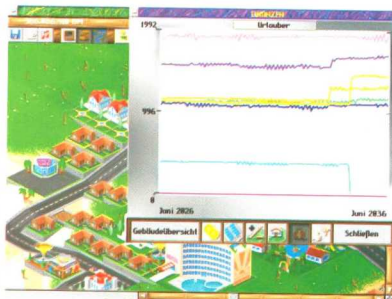 1992
Urlauber
996
0
Juni 2026
Juni 2036
Gebäudeübersicht
Schließen